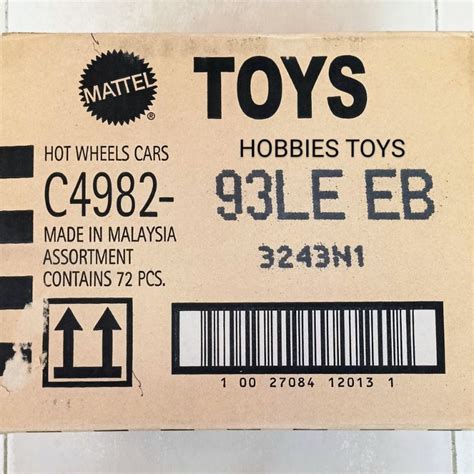 MATTEL ® TOYS
HOBBIES TOYS
HOT WHEELS CARS
C4982- 93LE EB
MADE IN MALAYSIA
ASSORTMENT
CONTAINS 72 PCS.
3243N1
1 00 27084 12013 1